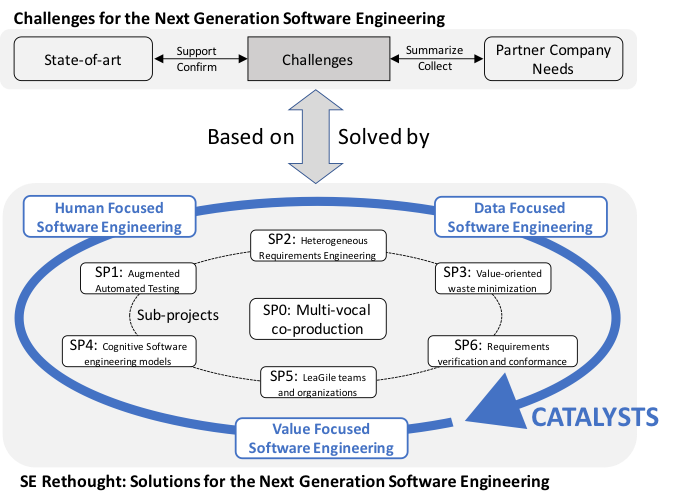 Challenges for the Next Generation Software Engineering
State-of-art
Support
Confirm
Challenges
Summarize
Collect
Partner Company
Needs
Based on
Solved by
Human Focused
Software Engineering
Data Focused
Software Engineering
SP2: Heterogeneous
Requirements Engineering
SP1: Augmented
Automated Testing
SP3: Value-oriented
waste minimization
Sub-projects
SP0: Multi-vocal
co-production
SP4: Cognitive Software
engineering models
SP6: Requirements
verification and conformance
SP5: LeaGile teams
and organizations
CATALYSTS
Value Focused
Software Engineering
SE Rethought: Solutions for the Next Generation Software Engineering